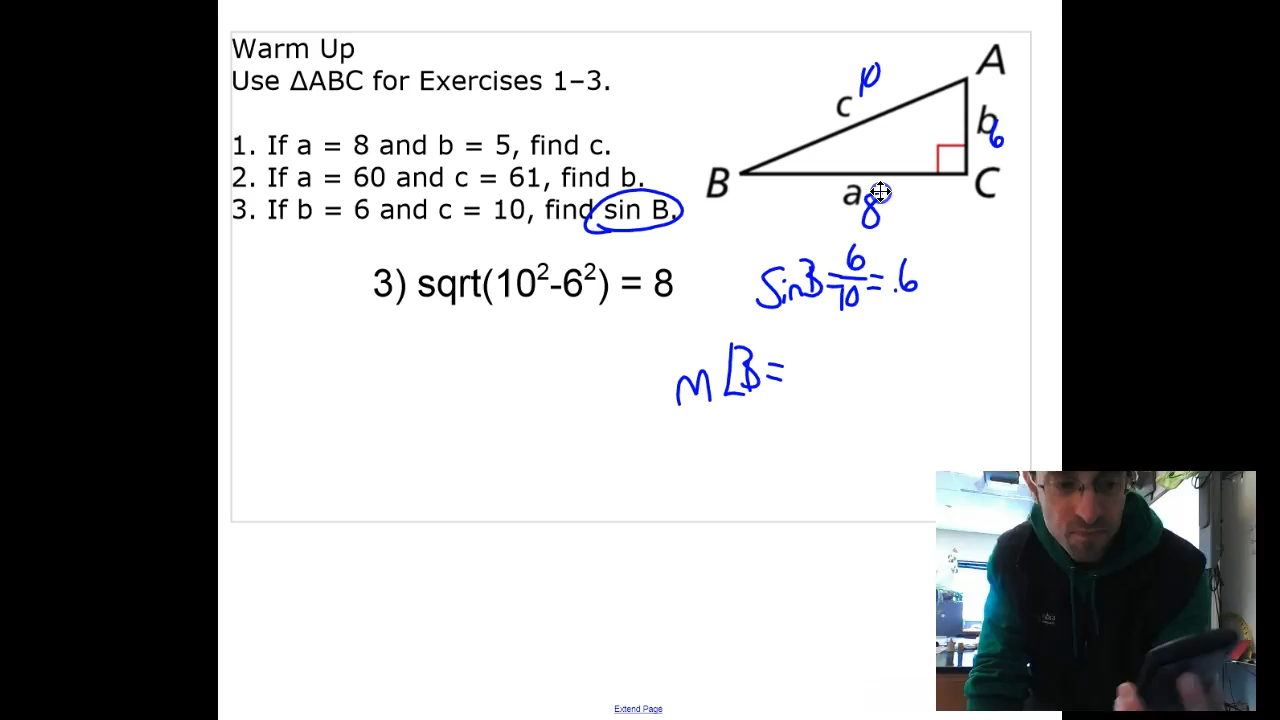 Warm Up
Use ΔABC for Exercises 1–3.
1. If a = 8 and b = 5, find c.
2. If a = 60 and c = 61, find b.
3. If b = 6 and c = 10, find sin B.
A
c 10
b 6
B
a 8
C
3) sqrt(10²-6²) = 8
sinB 6/10 = .6
m∠B=
Extend Page